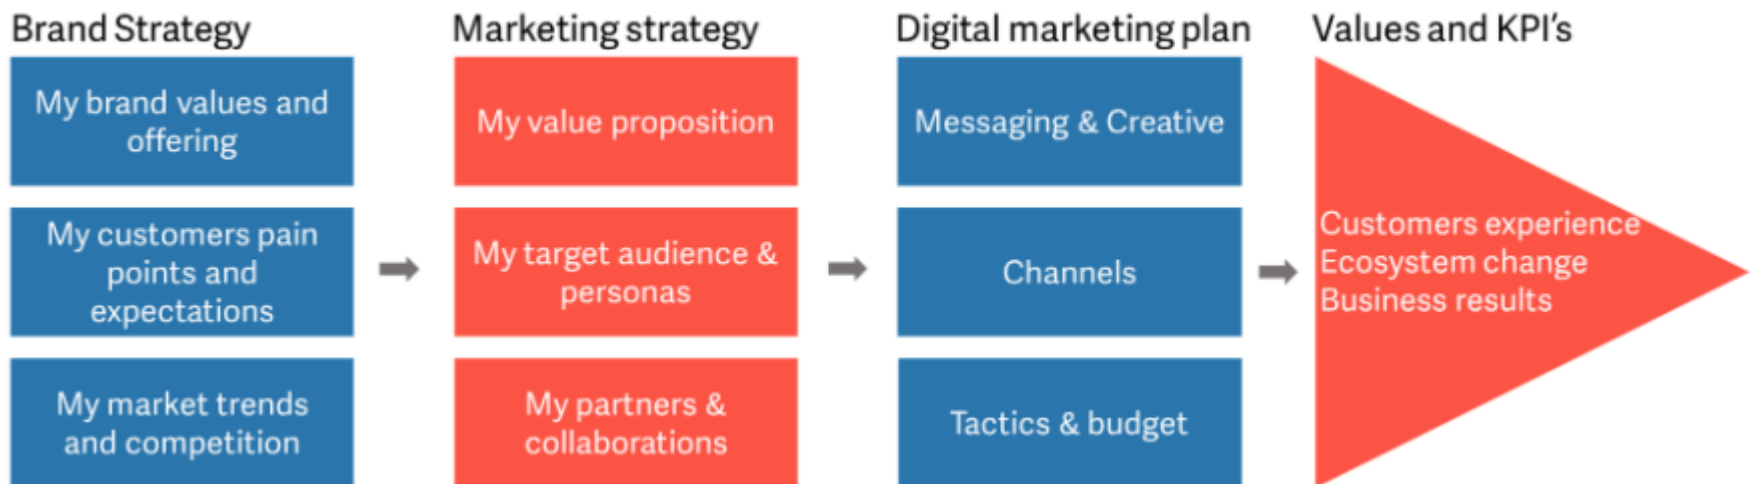 Brand Strategy
My brand values and
offering
My customers pain
points and
expectations
My market trends
and competition
Marketing strategy
My value proposition
My target audience &
personas
My partners &
collaborations
Digital marketing plan
Messaging & Creative
Channels
Tactics & budget
Values and KPI's
Customers experience
Ecosystem change
Business results